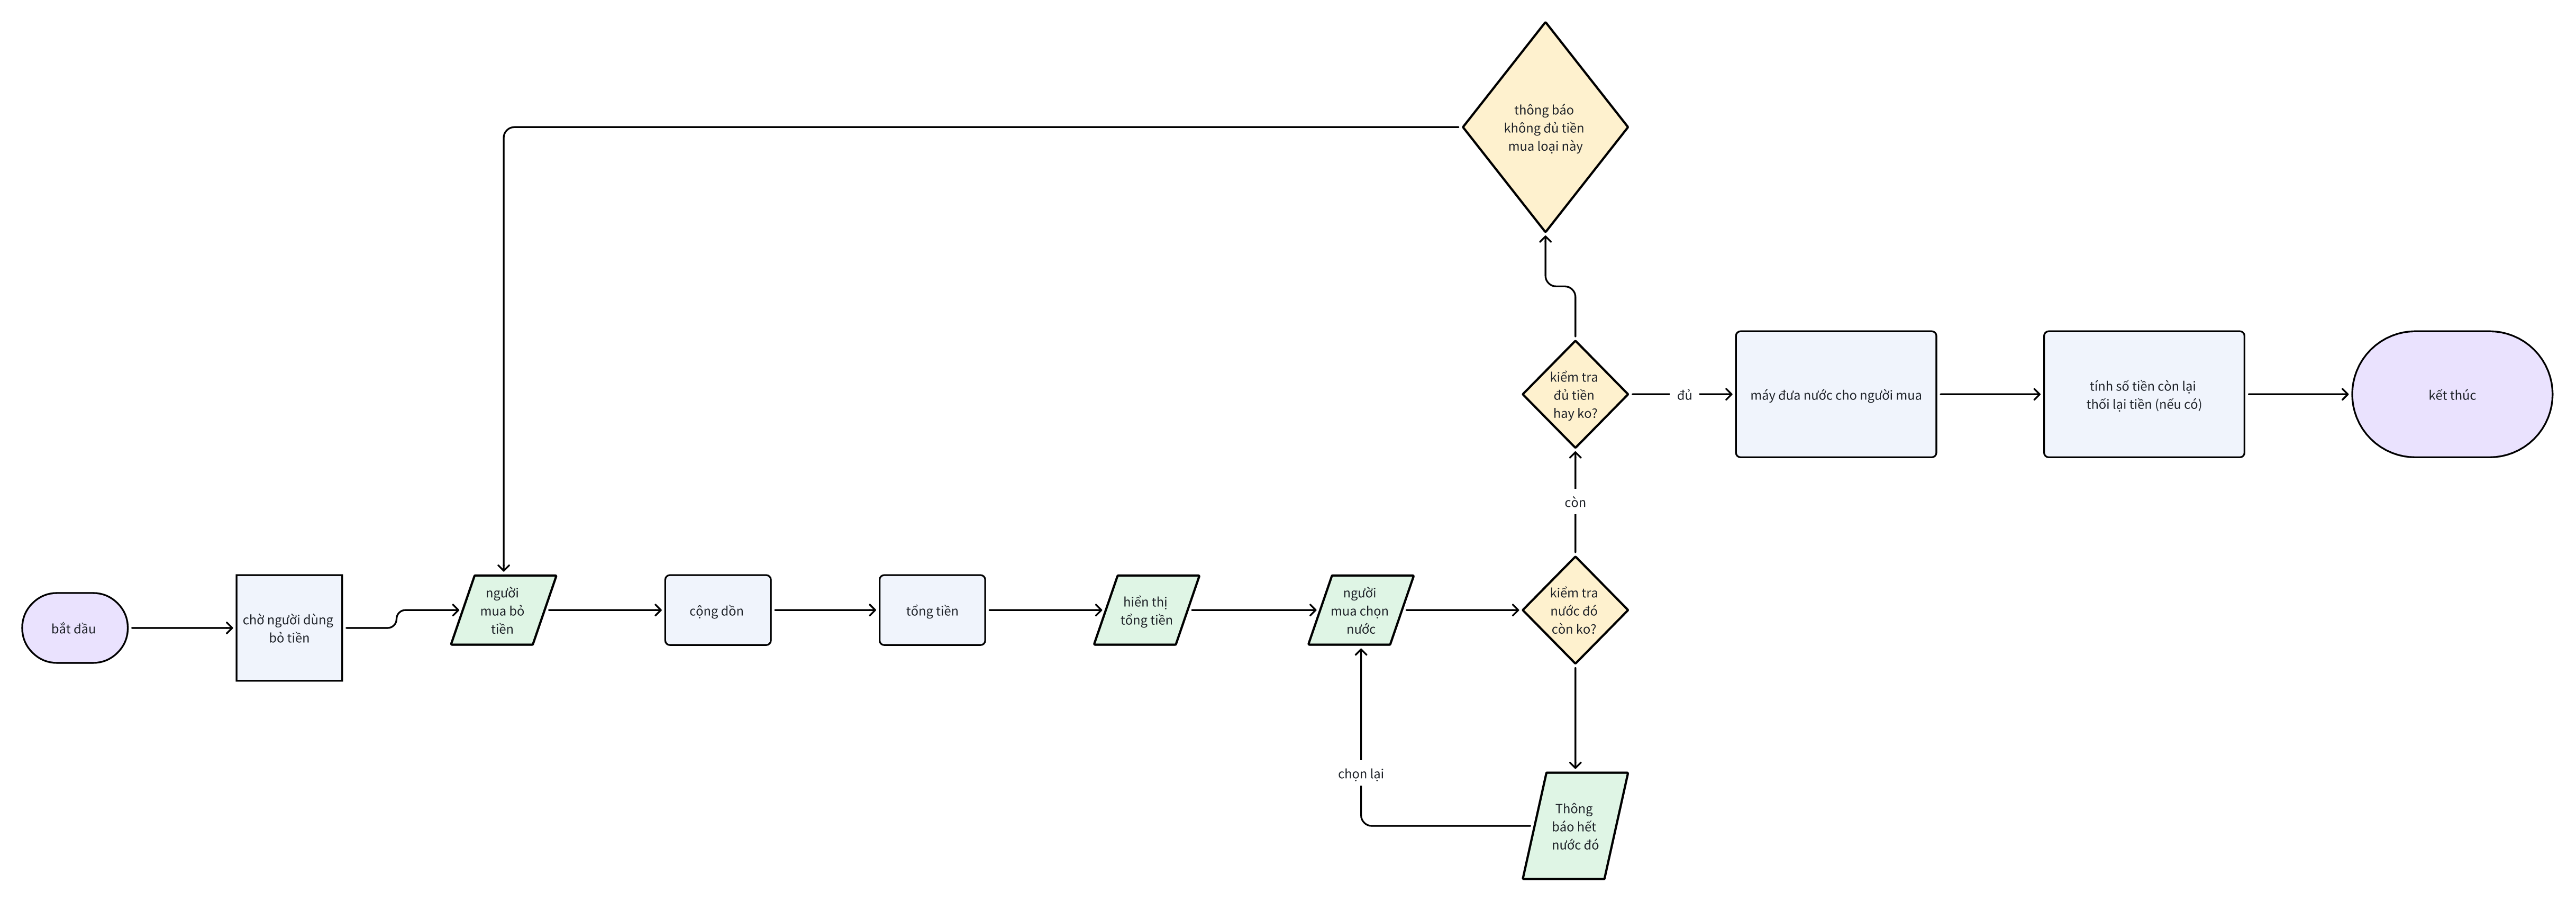 thông báo
không đủ tiền
mua loại này
kiểm tra
đủ tiền
hay ko?
đủ
máy đưa nước cho người mua
tính số tiền còn lại
thối lại tiền (nếu có)
kết thúc
còn
bắt đầu
chờ người dùng
bỏ tiền
người
mua bỏ
tiền
cộng dồn
tổng tiền
hiển thị
tổng tiền
người
mua chọn
nước
kiểm tra
nước đó
còn ko?
chọn lại
Thông
báo hết
nước đó